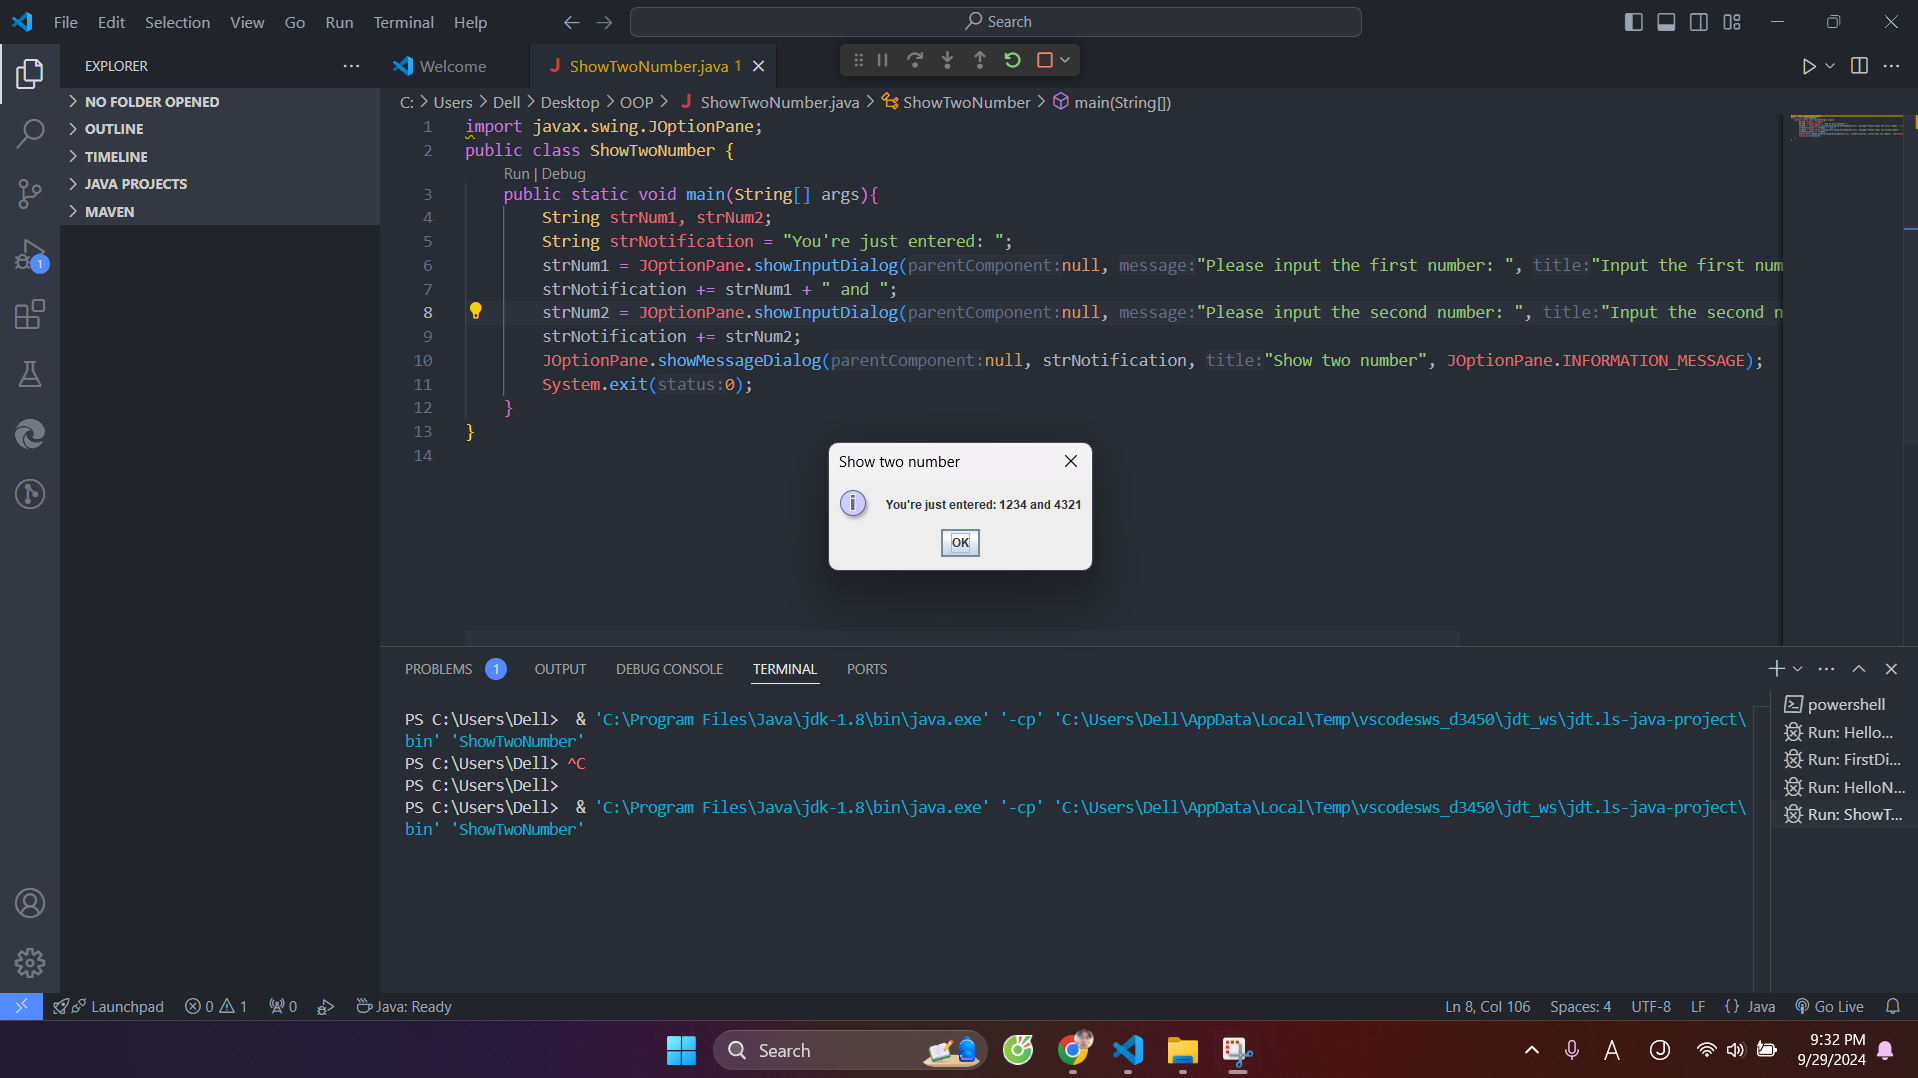 File Edit Selection View Go Run Terminal Help Search
EXPLORER
Welcome
J ShowTwoNumber.java 1
NO FOLDER OPENED
OUTLINE
TIMELINE
JAVA PROJECTS
MAVEN
C: > Users > Dell > Desktop > OOP > J ShowTwoNumber.java > ShowTwoNumber > main(String[])
1 import javax.swing.JOptionPane;
2 public class ShowTwoNumber {
Run | Debug
3 public static void main(String[] args){
4 String strNum1, strNum2;
5 String strNotification = "You're just entered: ";
6 strNum1 = JOptionPane.showInputDialog(parentComponent:null, message:"Please input the first number: ", title:"Input the first num
7 strNotification += strNum1 + " and ";
8 strNum2 = JOptionPane.showInputDialog(parentComponent:null, message:"Please input the second number: ", title:"Input the second n
9 strNotification += strNum2;
10 JOptionPane.showMessageDialog(parentComponent:null, strNotification, title:"Show two number", JOptionPane.INFORMATION_MESSAGE);
11 System.exit(status:0);
12 }
13 }
14
Show two number
You're just entered: 1234 and 4321
OK
1
PROBLEMS 1 OUTPUT DEBUG CONSOLE TERMINAL PORTS
PS C:\Users\Dell> & 'C:\Program Files\Java\jdk-1.8\bin\java.exe' '-cp' 'C:\Users\Dell\AppData\Local\Temp\vscodesws_d3450\jdt_ws\jdt.ls-java-project\
bin' 'ShowTwoNumber'
PS C:\Users\Dell> ^C
PS C:\Users\Dell>
PS C:\Users\Dell> & 'C:\Program Files\Java\jdk-1.8\bin\java.exe' '-cp' 'C:\Users\Dell\AppData\Local\Temp\vscodesws_d3450\jdt_ws\jdt.ls-java-project\
bin' 'ShowTwoNumber'
powershell
Run: Hello...
Run: FirstDi...
Run: HelloN...
Run: ShowT...
Launchpad 0 1 0 Java: Ready
Ln 8, Col 106 Spaces: 4 UTF-8 LF {} Java Go Live
Search
A
J
9:32 PM
9/29/2024